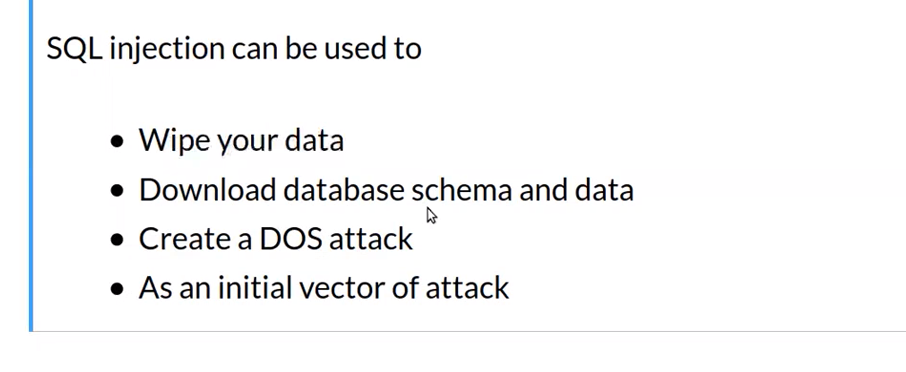 SQL injection can be used to
• Wipe your data
• Download database schema and data
• Create a DOS attack
• As an initial vector of attack